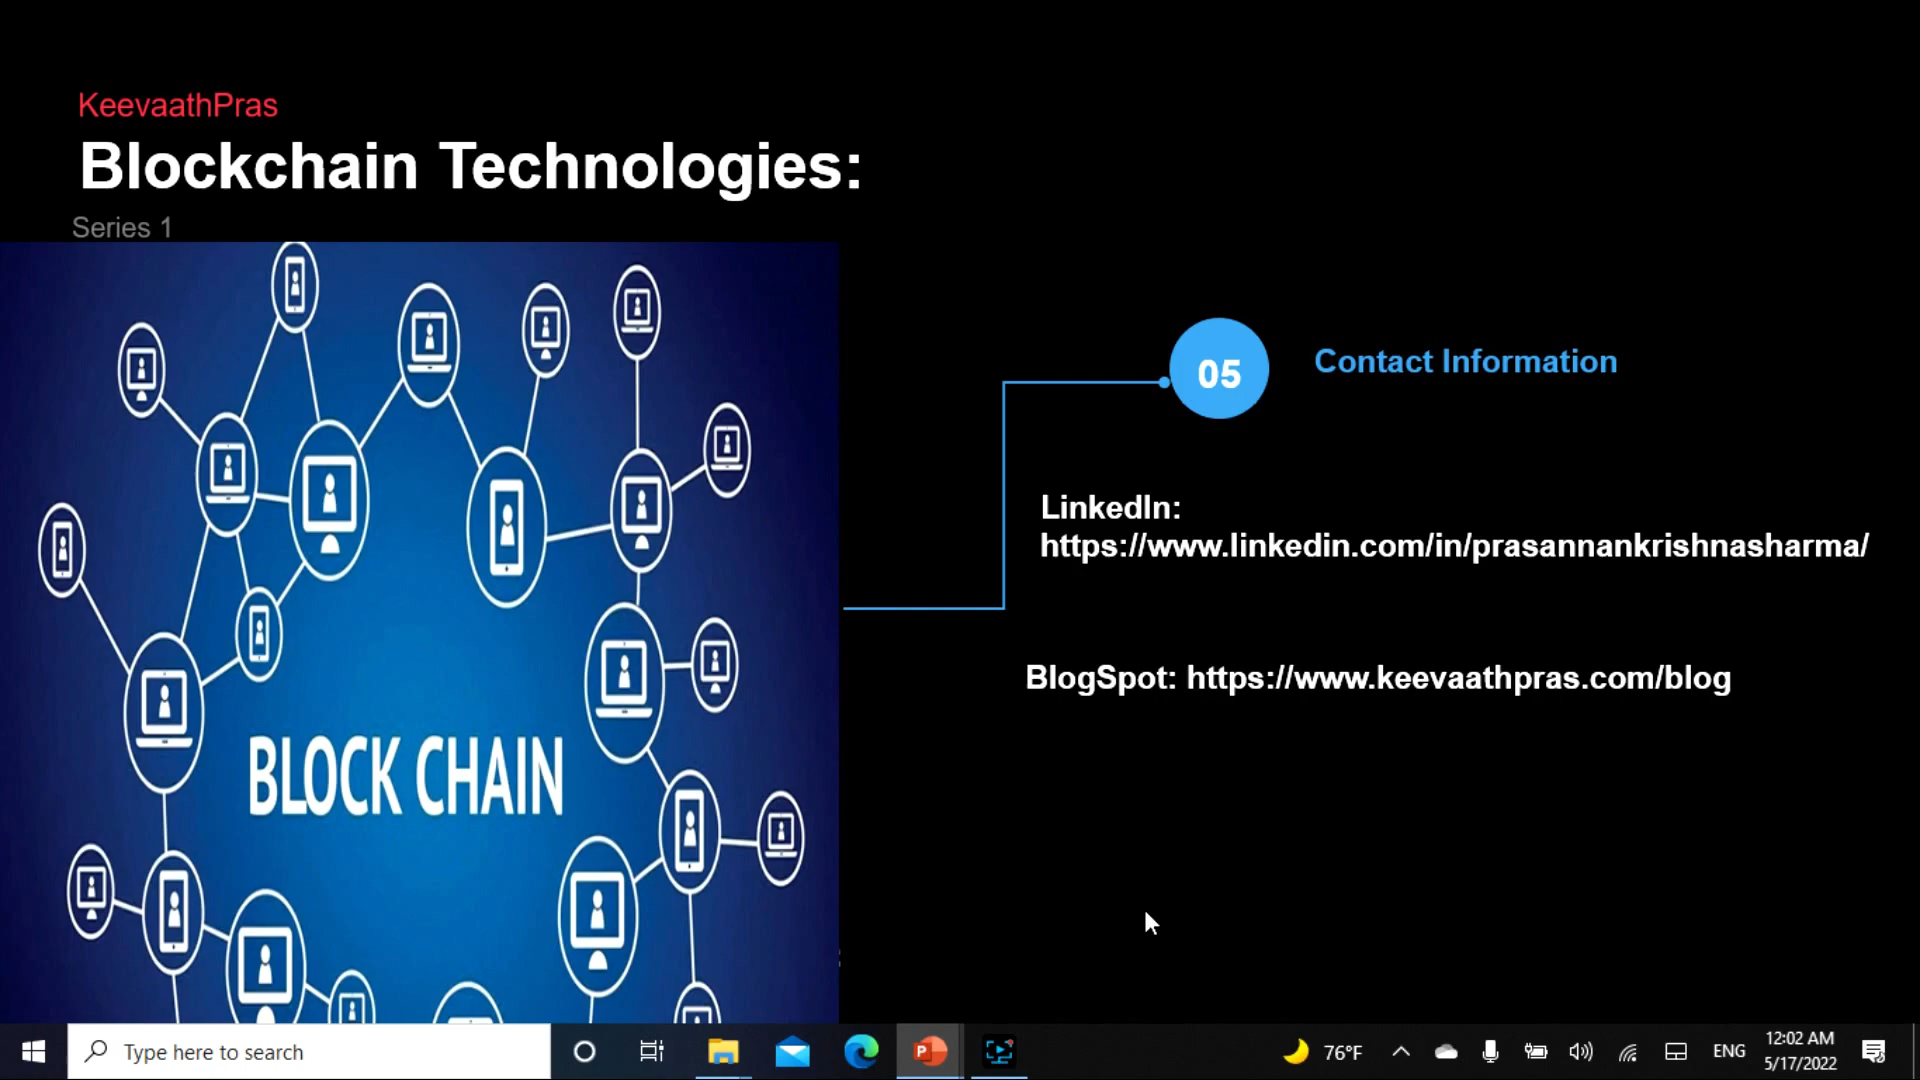 KeevaathPras
Blockchain Technologies:
Series 1
BLOCK CHAIN
05
Contact Information
LinkedIn:
https://www.linkedin.com/in/prasannankrishnasharma/
BlogSpot: https://www.keevaathpras.com/blog
Type here to search
P
76°F
ENG
12:02 AM
5/17/2022